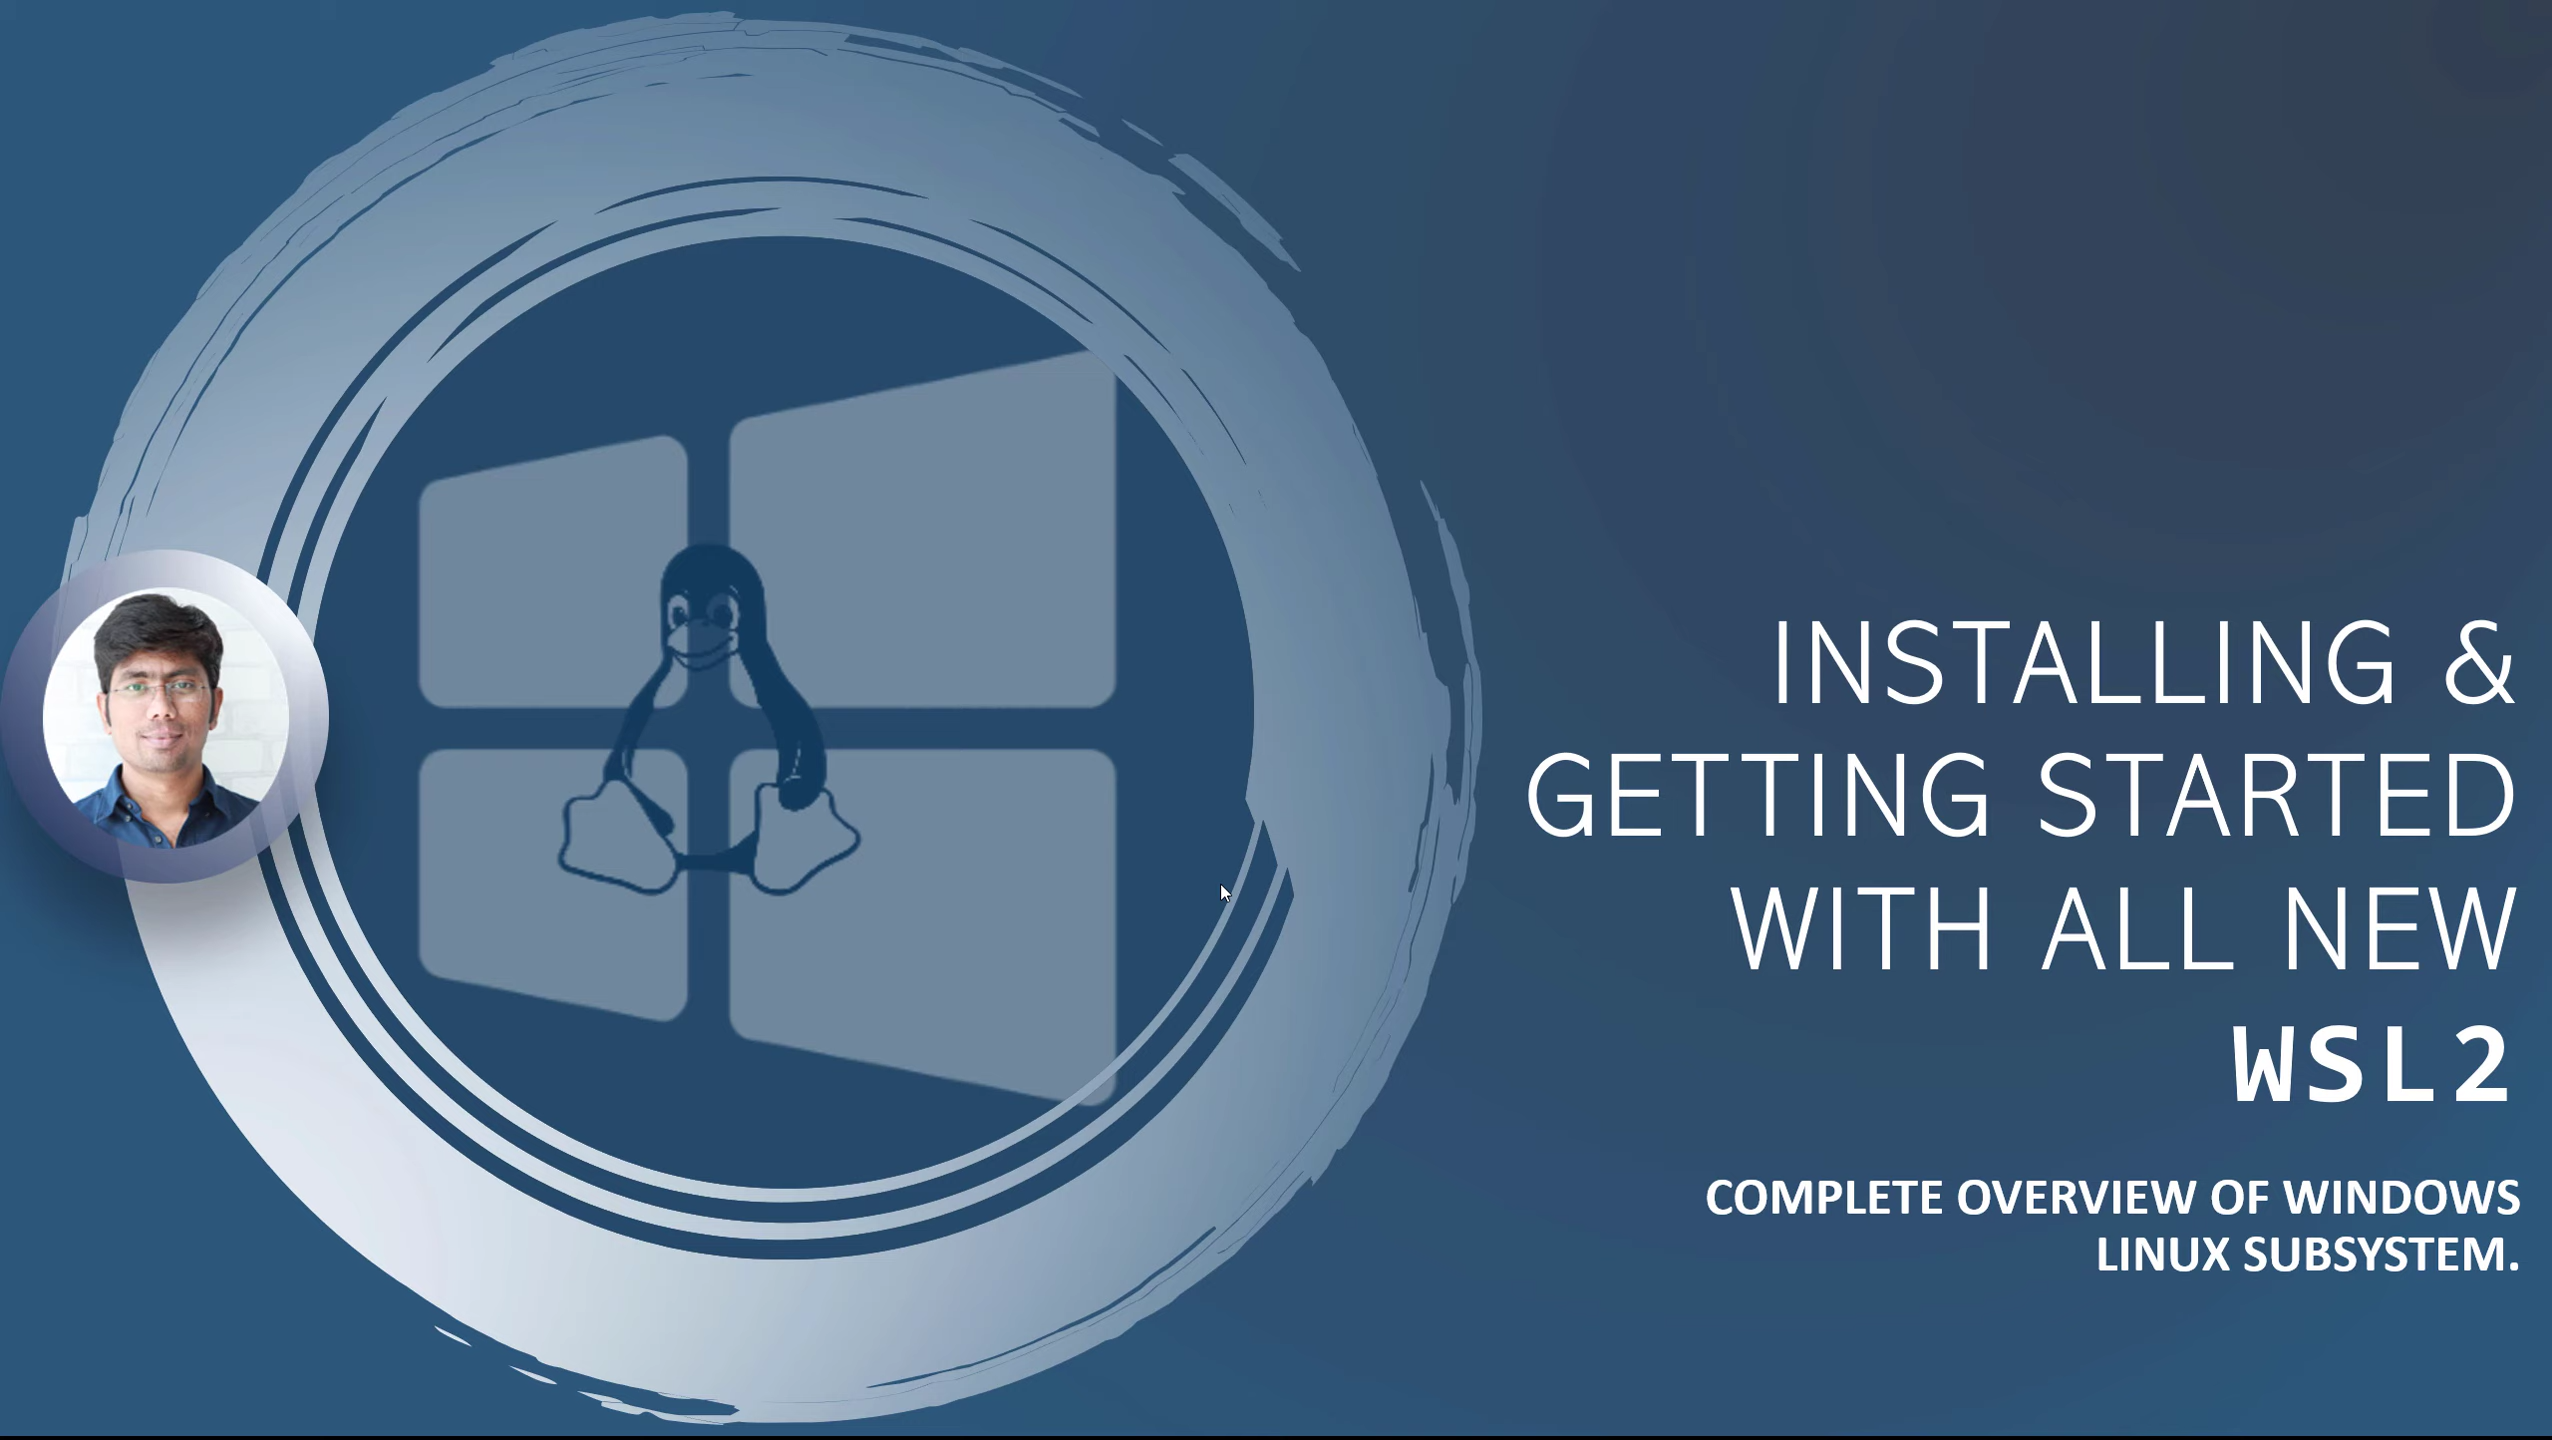 INSTALLING &
GETTING STARTED
WITH ALL NEW
WSL2
COMPLETE OVERVIEW OF WINDOWS
LINUX SUBSYSTEM.